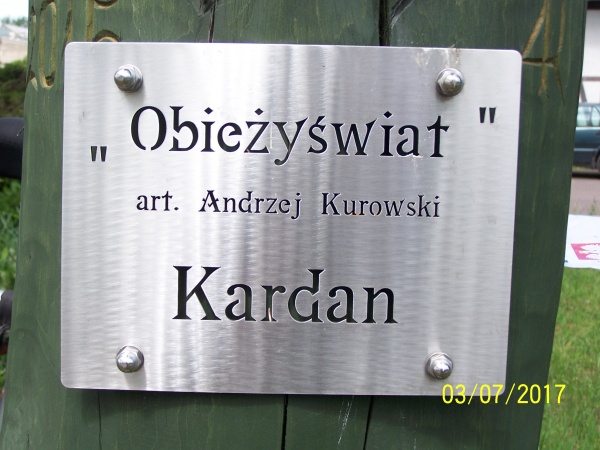 „Obieżyświat"
art. Andrzej Kurowski
Kardan
03/07/2017